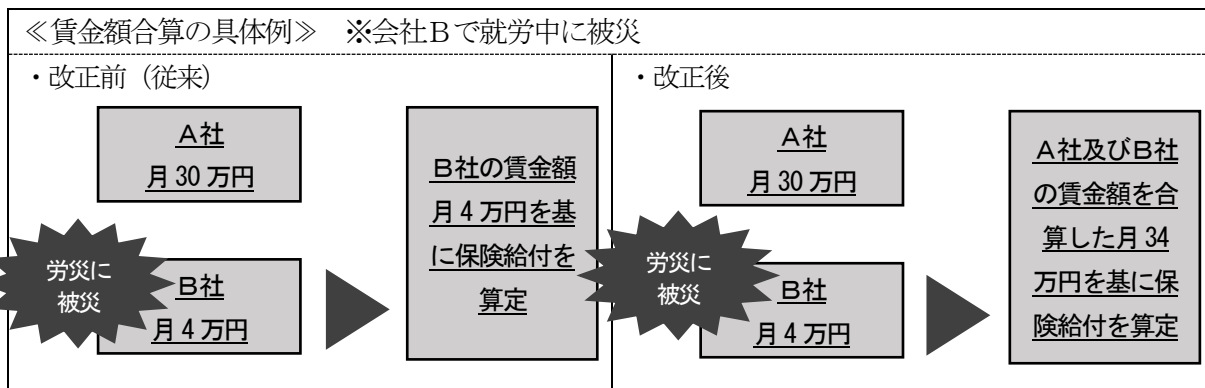 ≪賃金額合算の具体例≫　※会社Bで就労中に被災
・改正前（従来）
A社
月30万円
労災に
被災
B社
月4万円
B社の賃金額
月4万円を基
に保険給付を
算定
・改正後
A社
月30万円
労災に
被災
B社
月4万円
A社及びB社
の賃金額を合
算した月34
万円を基に保
険給付を算定